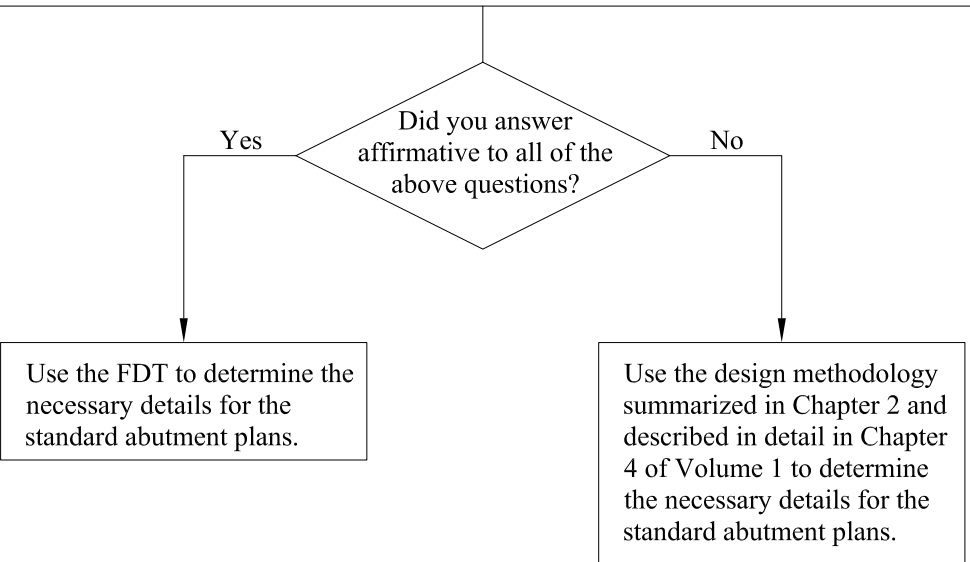 Did you answer
affirmative to all of the
above questions?
Yes
No
Use the FDT to determine the
necessary details for the
standard abutment plans.
Use the design methodology
summarized in Chapter 2 and
described in detail in Chapter
4 of Volume 1 to determine
the necessary details for the
standard abutment plans.